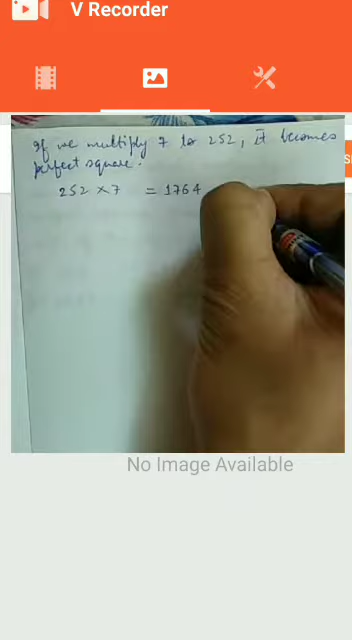 V Recorder
If we multiply 7 to 252, it becomes
perfect square.
252 × 7 = 1764
No Image Available